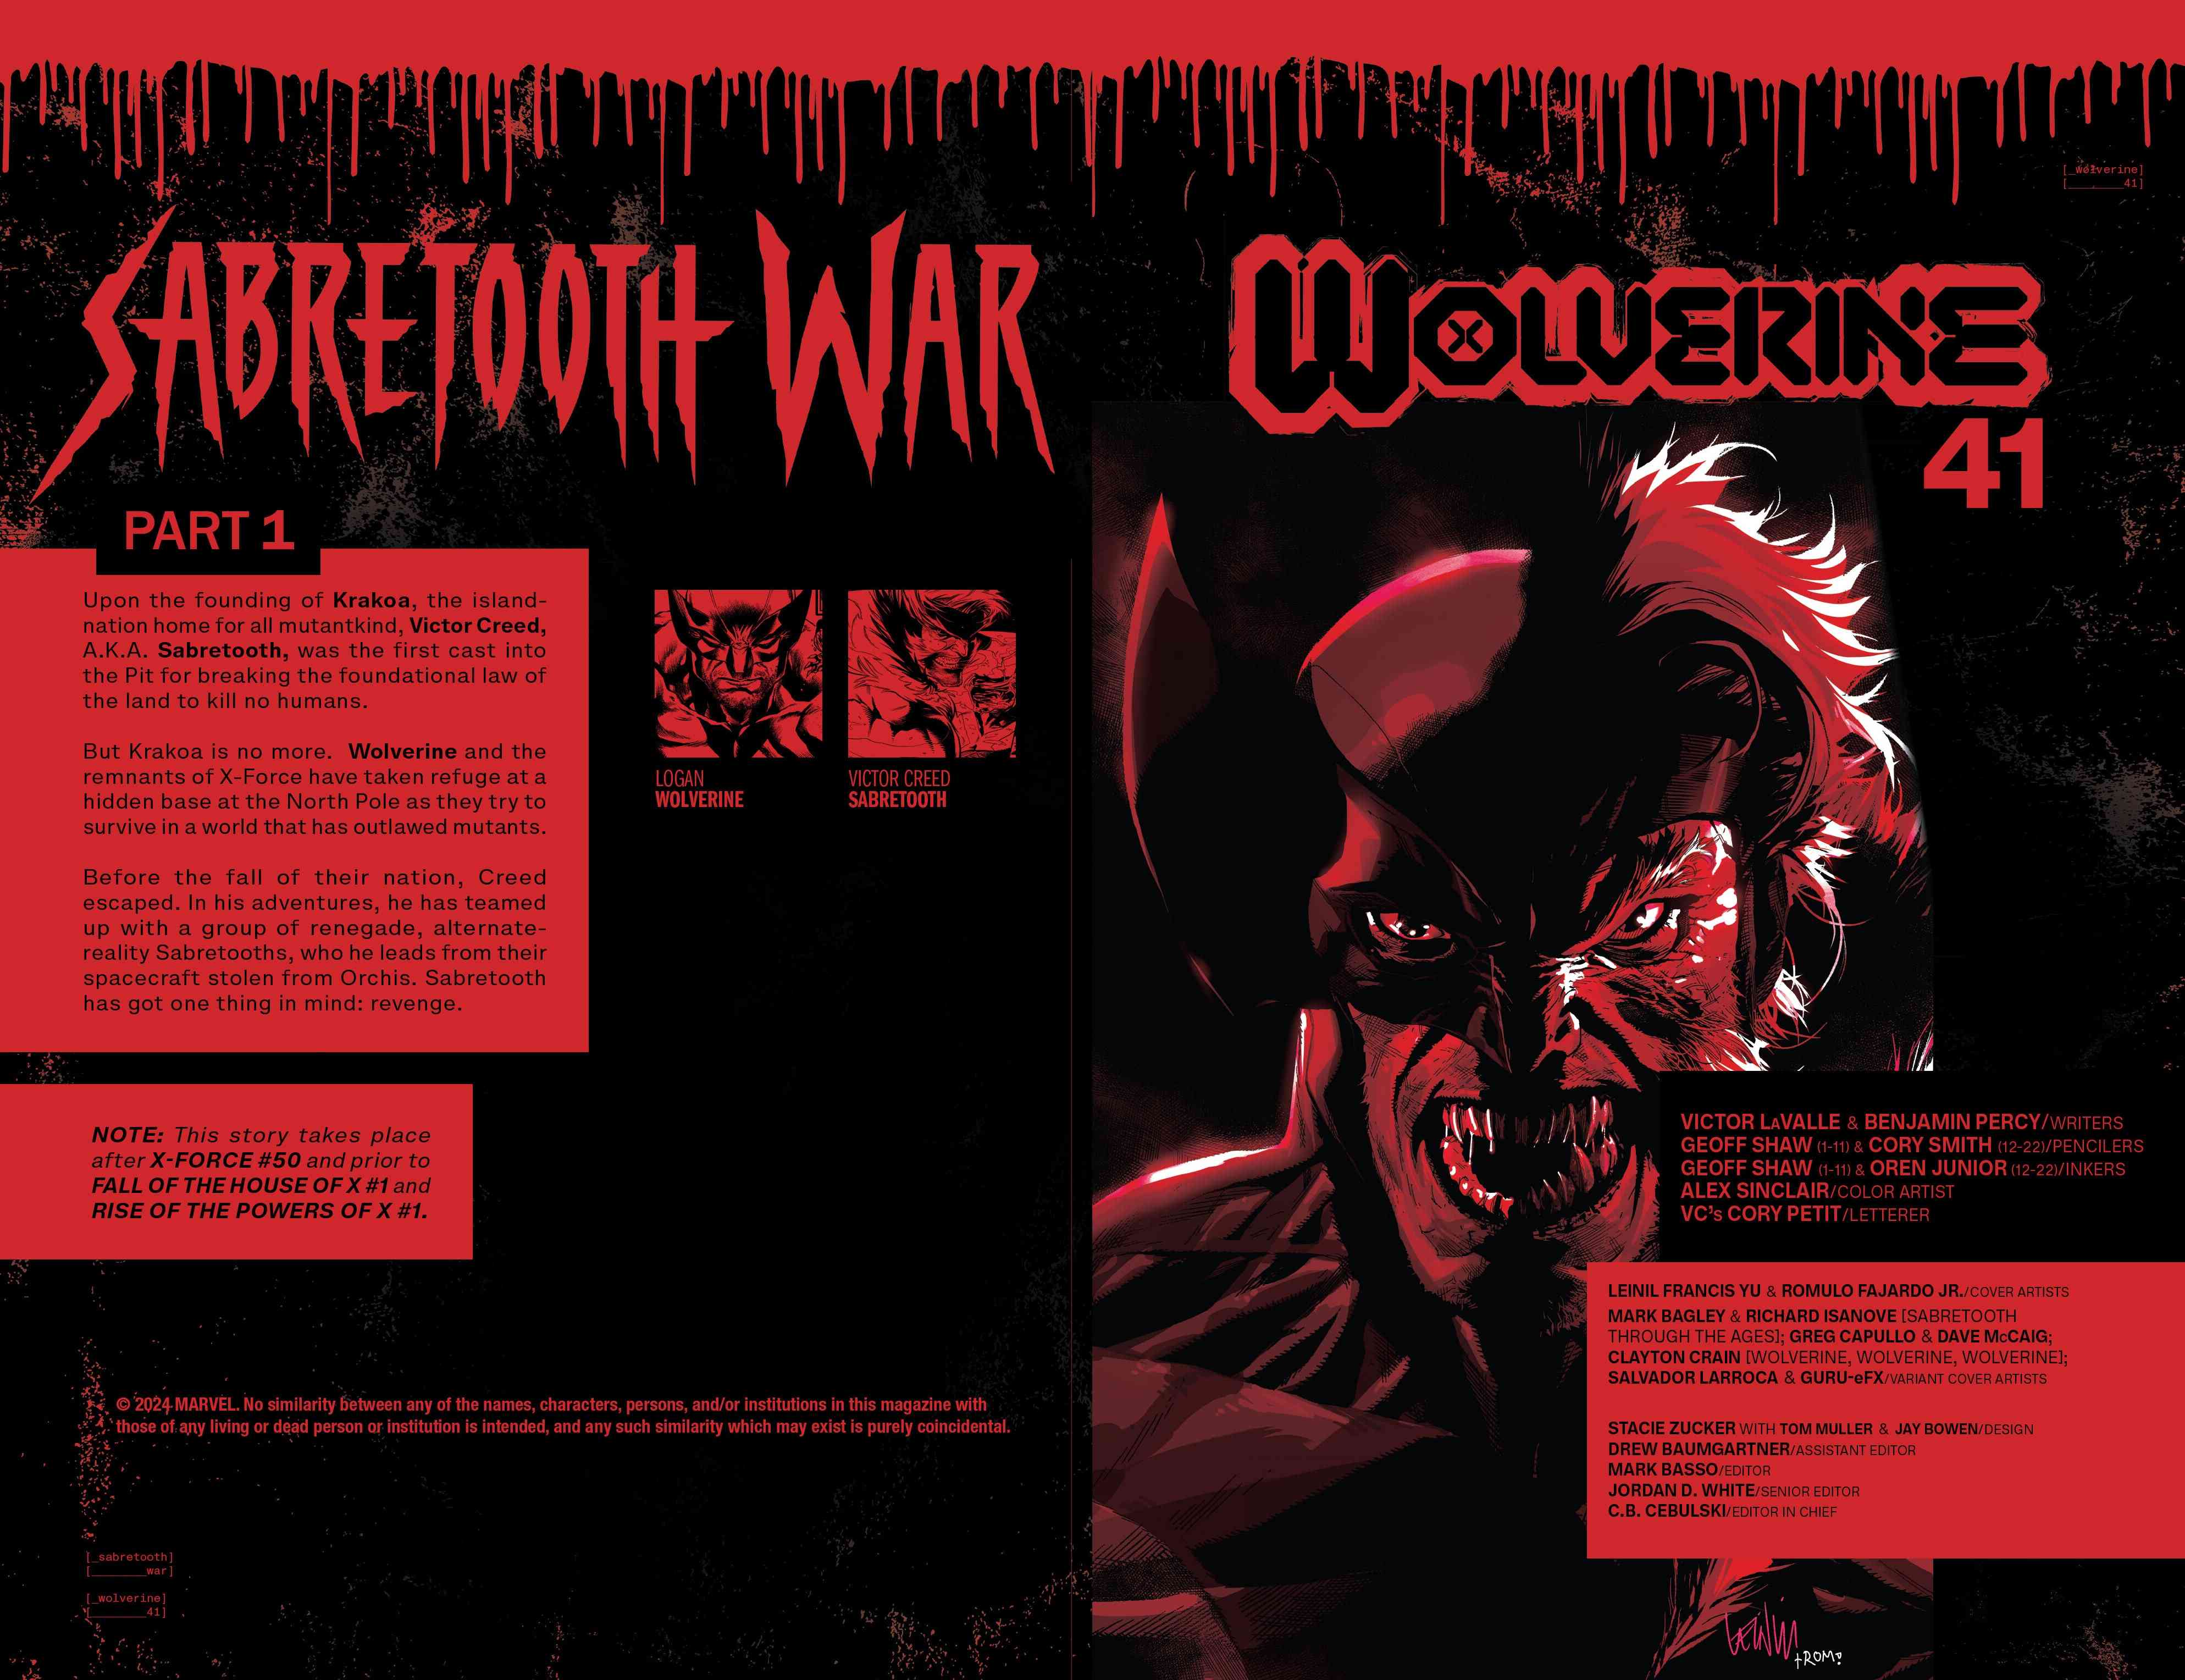 SABRETOOTH WAR
PART 1
Upon the founding of Krakoa, the island-
nation home for all mutantkind, Victor Creed,
A.K.A. Sabretooth, was the first cast into
the Pit for breaking the foundational law of
the land to kill no humans.
But Krakoa is no more. Wolverine and the
remnants of X-Force have taken refuge at a
hidden base at the North Pole as they try to
survive in a world that has outlawed mutants.
Before the fall of their nation, Creed
escaped. In his adventures, he has teamed
up with a group of renegade, alternate-
reality Sabretooths, who he leads from their
spacecraft stolen from Orchis. Sabretooth
has got one thing in mind: revenge.
LOGAN
WOLVERINE
VICTOR CREED
SABRETOOTH
NOTE: This story takes place
after X-FORCE #50 and prior to
FALL OF THE HOUSE OF X #1 and
RISE OF THE POWERS OF X #1.
© 2024 MARVEL. No similarity between any of the names, characters, persons, and/or institutions in this magazine with
those of any living or dead person or institution is intended, and any such similarity which may exist is purely coincidental.
[_sabretooth]
[________war]
[_wolverine]
[________41]
[_wolverine]
[________41]
WOLVERINE
41
VICTOR LAVALLE & BENJAMIN PERCY/WRITERS
GEOFF SHAW (1-11) & CORY SMITH (12-22)/PENCILERS
GEOFF SHAW (1-11) & OREN JUNIOR (12-22)/INKERS
ALEX SINCLAIR/COLOR ARTIST
VC's CORY PETIT/LETTERER
LEINIL FRANCIS YU & ROMULO FAJARDO JR./COVER ARTISTS
MARK BAGLEY & RICHARD ISANOVE [SABRETOOTH
THROUGH THE AGES]; GREG CAPULLO & DAVE McCAIG;
CLAYTON CRAIN [WOLVERINE, WOLVERINE, WOLVERINE];
SALVADOR LARROCA & GURU-eFX/VARIANT COVER ARTISTS
STACIE ZUCKER WITH TOM MULLER & JAY BOWEN/DESIGN
DREW BAUMGARTNER/ASSISTANT EDITOR
MARK BASSO/EDITOR
JORDAN D. WHITE/SENIOR EDITOR
C.B. CEBULSKI/EDITOR IN CHIEF
LEINIL
+ROM!